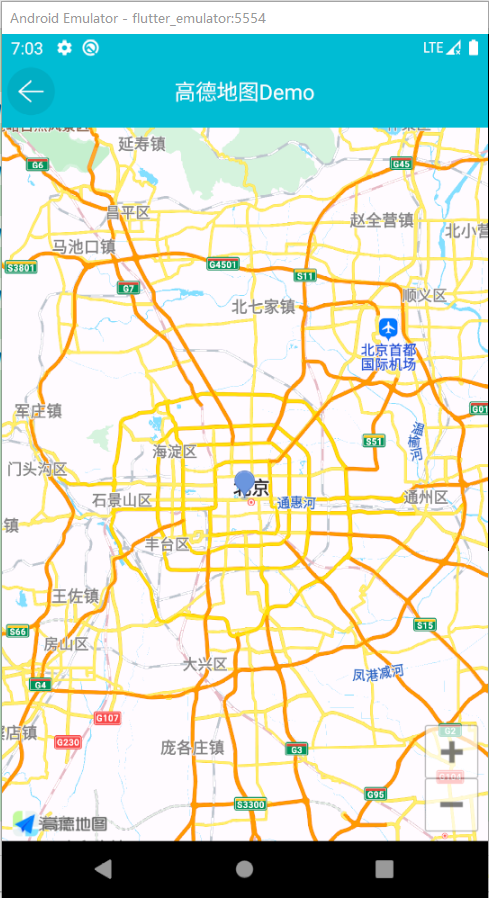 Android Emulator - flutter_emulator:5554
7:03
LTE
高德地图Demo
延寿镇
G6
G45
昌平区
赵全营镇
北小营
马池口镇
S3801
G4501
S11
G7
顺义区
北七家镇
北京首都
国际机场
军庄镇
G01
温榆河
S51
海淀区
门头沟区
北京
石景山区
通惠河
通州区
镇
丰台区
王佐镇
S15
S66
房山区
大兴区
凤港减河
G4
G107
G2
店镇
G230
庞各庄镇
G3
G95
S3300
高德地图